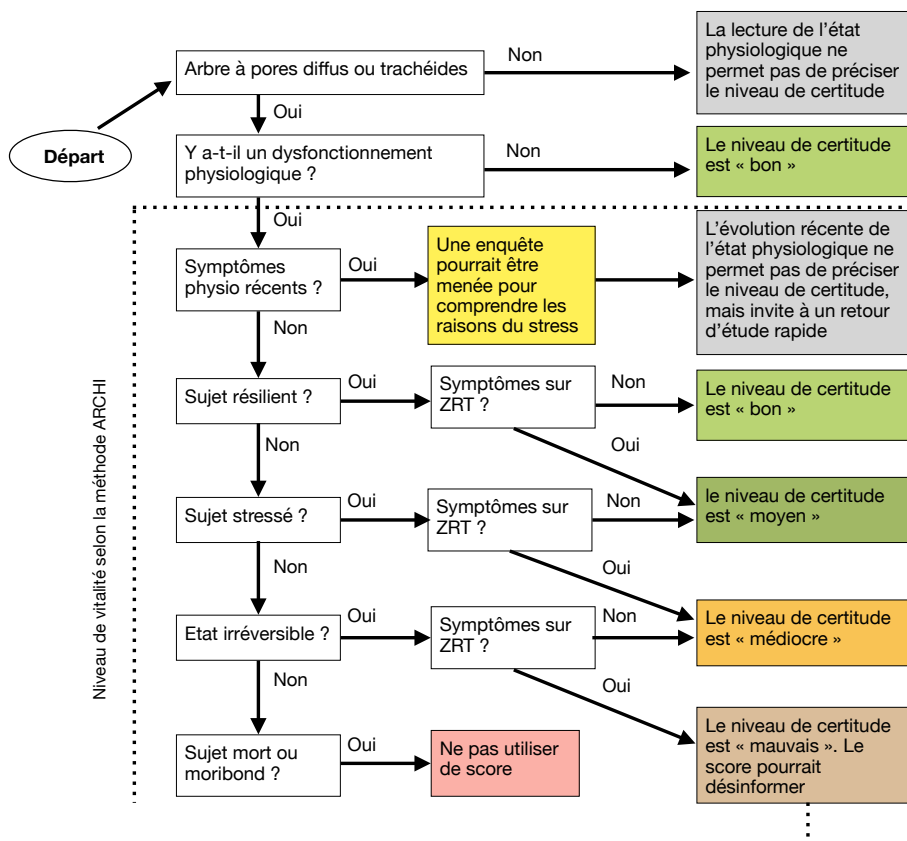 Départ
Arbre à pores diffus ou trachéides
Non
La lecture de l'état
physiologique ne
permet pas de préciser
le niveau de certitude
Oui
Y a-t-il un dysfonctionnement
physiologique ?
Non
Le niveau de certitude
est « bon »
Oui
Niveau de vitalité selon la méthode ARCHI
Symptômes
physio récents ?
Oui
Une enquête
pourrait être
menée pour
comprendre les
raisons du stress
L'évolution récente de
l'état physiologique ne
permet pas de préciser
le niveau de certitude,
mais invite à un retour
d'étude rapide
Non
Sujet résilient ?
Oui
Symptômes sur
ZRT ?
Non
Le niveau de certitude
est « bon »
Oui
Non
Sujet stressé ?
Oui
Symptômes sur
ZRT ?
Non
le niveau de certitude
est « moyen »
Oui
Non
Etat irréversible ?
Oui
Symptômes sur
ZRT ?
Non
Le niveau de certitude
est « médiocre »
Oui
Non
Sujet mort ou
moribond ?
Oui
Ne pas utiliser
de score
Le niveau de certitude
est « mauvais ». Le
score pourrait
désinformer